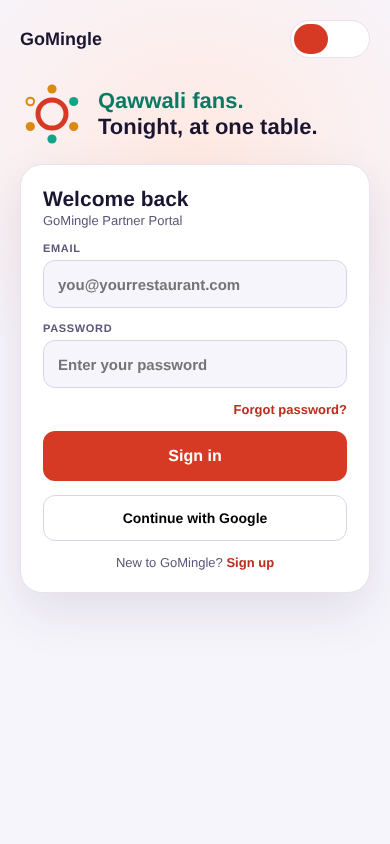 GoMingle
Qawwali fans.
Tonight, at one table.
Welcome back
GoMingle Partner Portal
EMAIL
you@yourrestaurant.com
PASSWORD
Enter your password
Forgot password?
Sign in
Continue with Google
New to GoMingle? Sign up